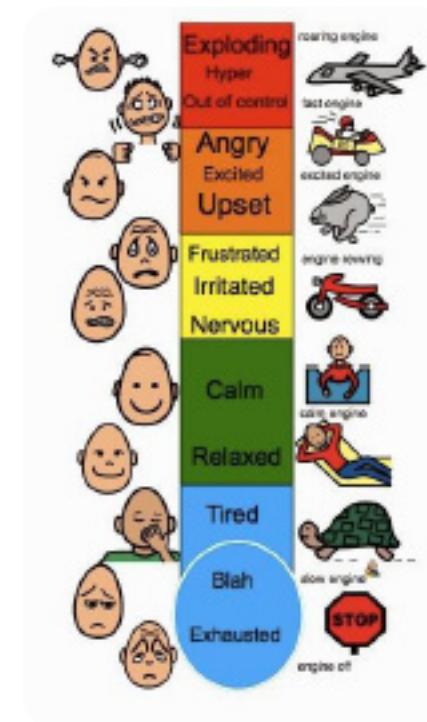 roaring engine
Exploding
Hyper
Out of control
fast engine
Angry
Excited
excited engine
Upset
Frustrated
engine revving
Irritated
Nervous
Calm
calm engine
Relaxed
Tired
Blah
slow engine
STOP
Exhausted
engine off